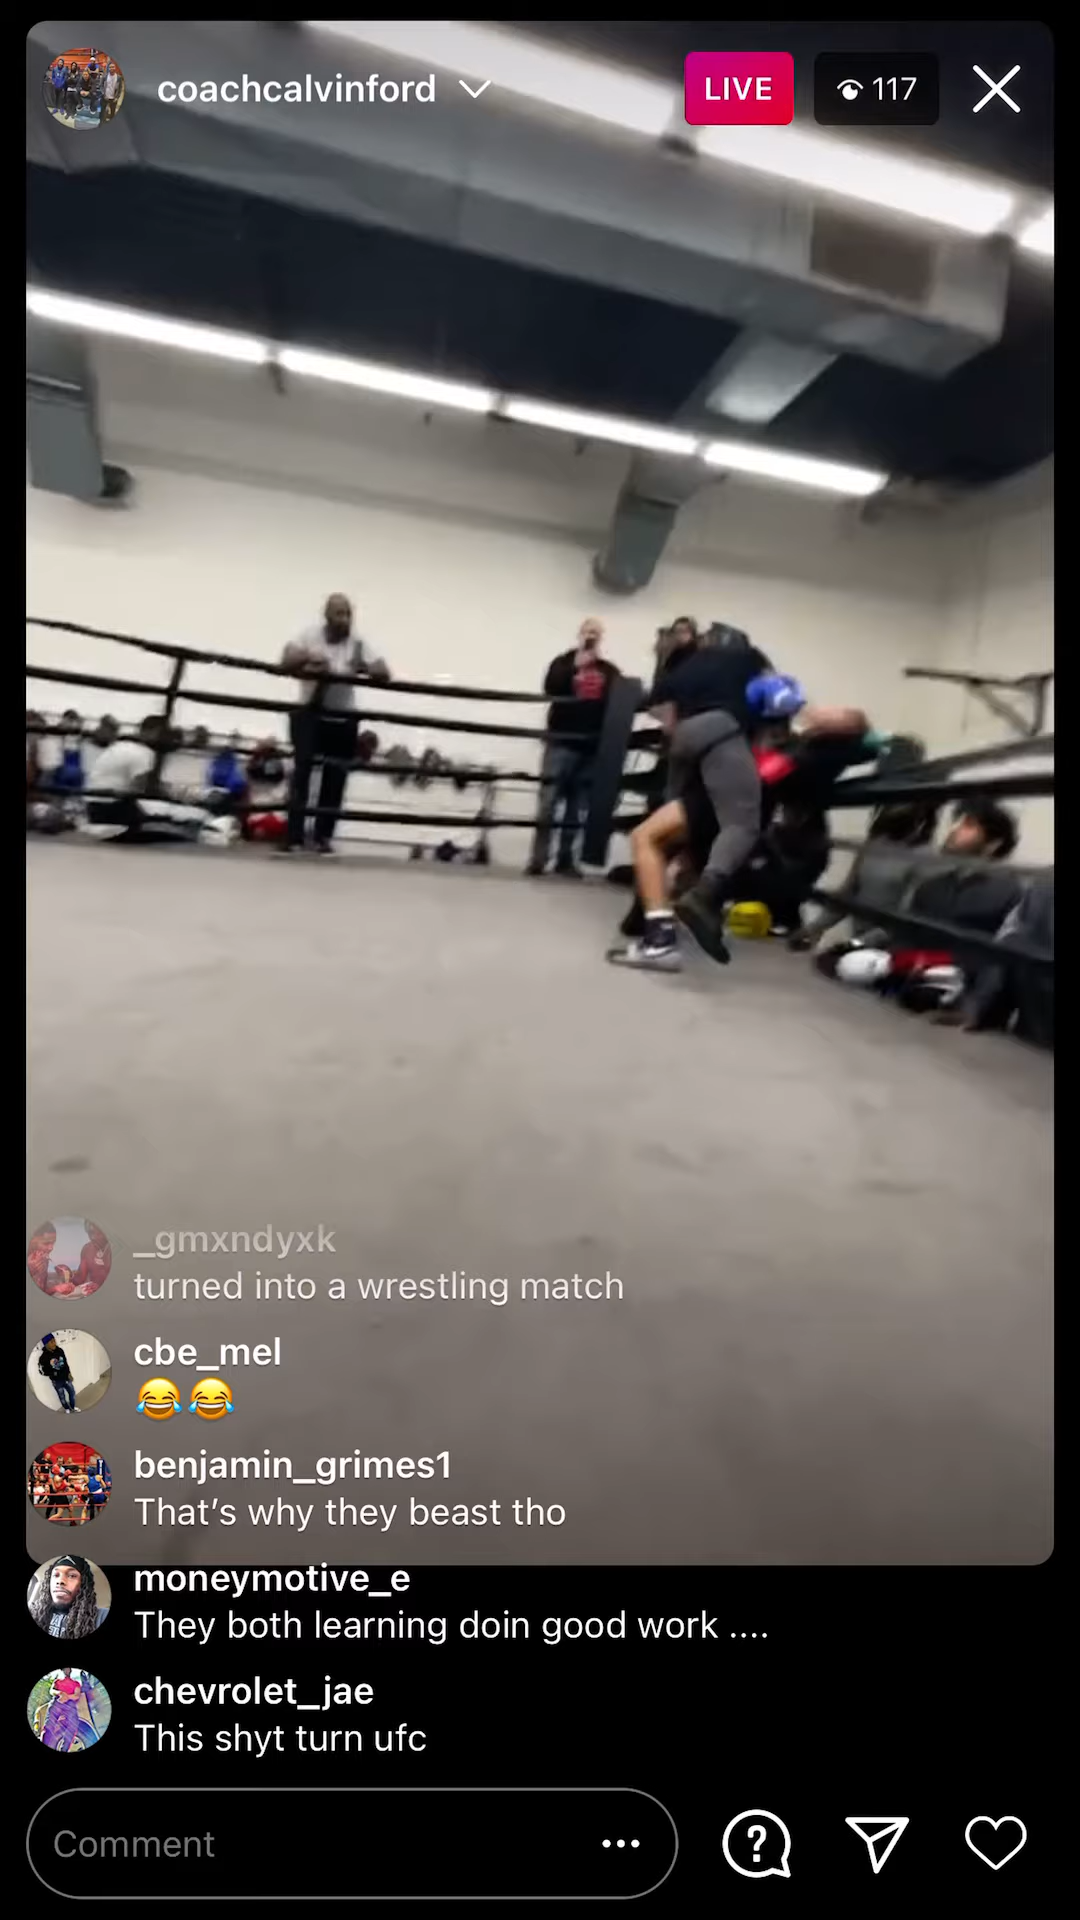 coachcalvinford
LIVE
117
_gmxndyxk
turned into a wrestling match
cbe_mel
😂😂
benjamin_grimes1
That's why they beast tho
moneymotive_e
They both learning doin good work ....
chevrolet_jae
This shyt turn ufc
Comment